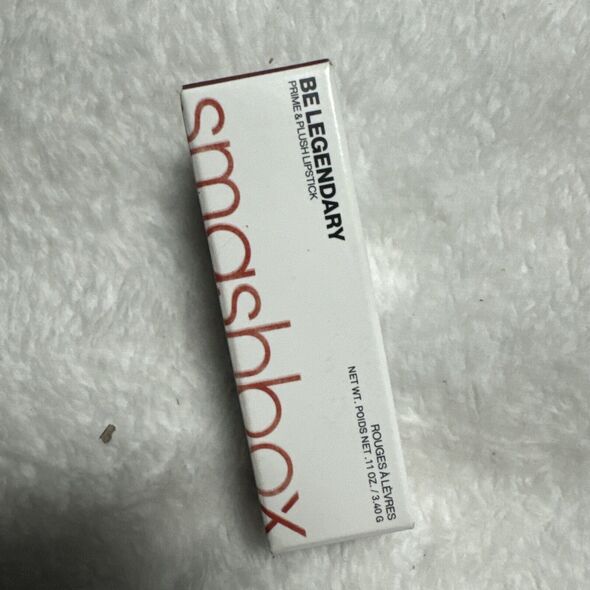 smashbox
BE LEGENDARY
PRIME & PLUSH LIPSTICK
ROUGES À LÈVRES
NET WT. POIDS NET .11 OZ. / 3.40 G